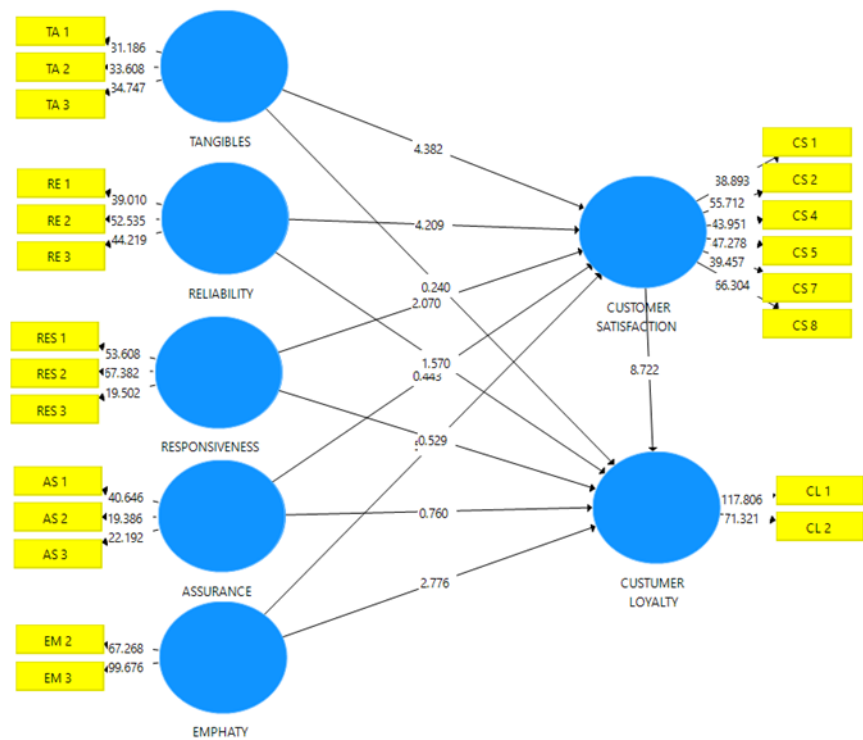 TA 1
31.186
TA 2
33.608
TA 3
34.747
TANGIBLES
RE 1
39.010
RE 2
52.535
RE 3
44.219
RELIABILITY
RES 1
53.608
RES 2
57.382
RES 3
19.502
RESPONSIVENESS
AS 1
40.646
AS 2
19.386
AS 3
22.192
ASSURANCE
EM 2
67.268
EM 3
99.676
EMPHATY
4.382
4.209
0.240
2.070
1.570
0.443
0.529
0.760
2.776
8.722
CUSTOMER
SATISFACTION
CS 1
38.893
CS 2
55.712
CS 4
43.951
CS 5
47.278
CS 7
39.457
CS 8
66.304
CUSTUMER
LOYALTY
CL 1
117.806
CL 2
71.321